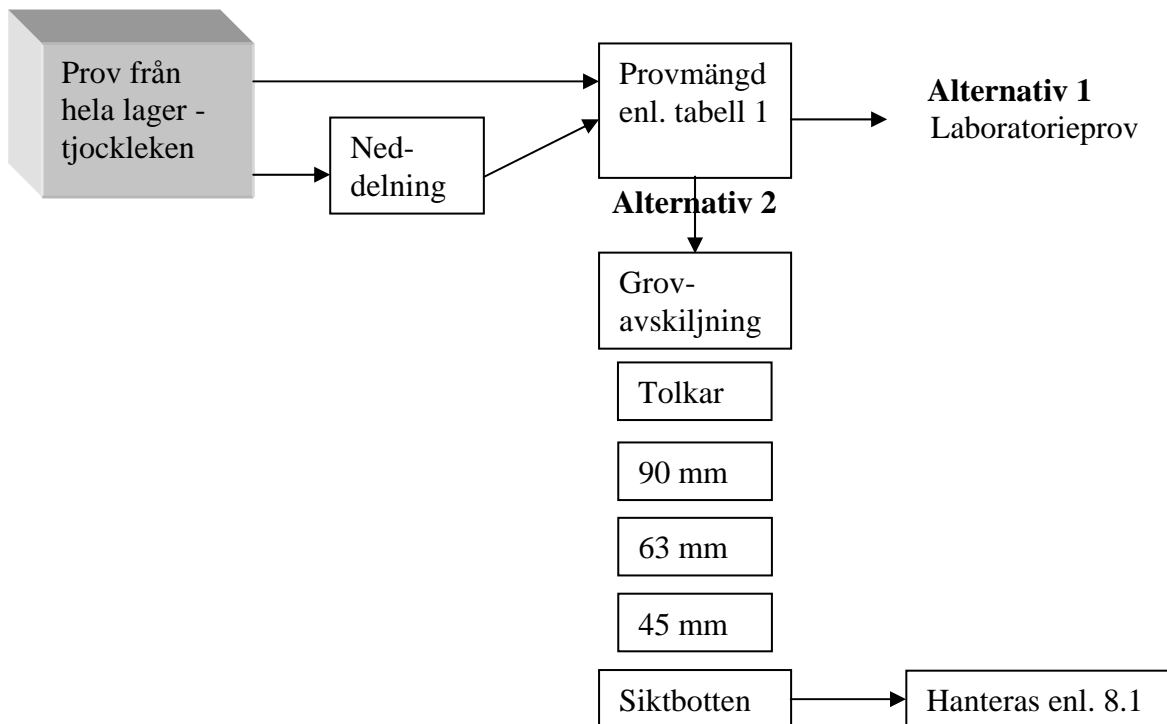 Prov från
hela lager -
tjockleken
Ned-
delning
Provmängd
enl. tabell 1
Alternativ 1
Laboratorieprov
Alternativ 2
Grov-
avskiljning
Tolkar
90 mm
63 mm
45 mm
Siktbotten
Hanteras enl. 8.1